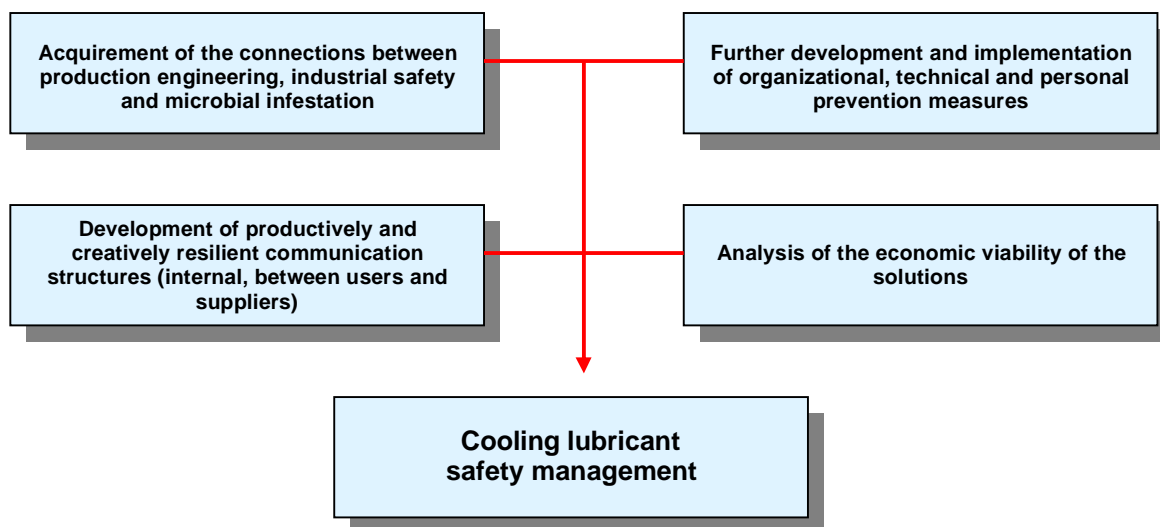 Acquirement of the connections between
production engineering, industrial safety
and microbial infestation
Further development and implementation
of organizational, technical and personal
prevention measures
Development of productively and
creatively resilient communication
structures (internal, between users and
suppliers)
Analysis of the economic viability of the
solutions
Cooling lubricant
safety management